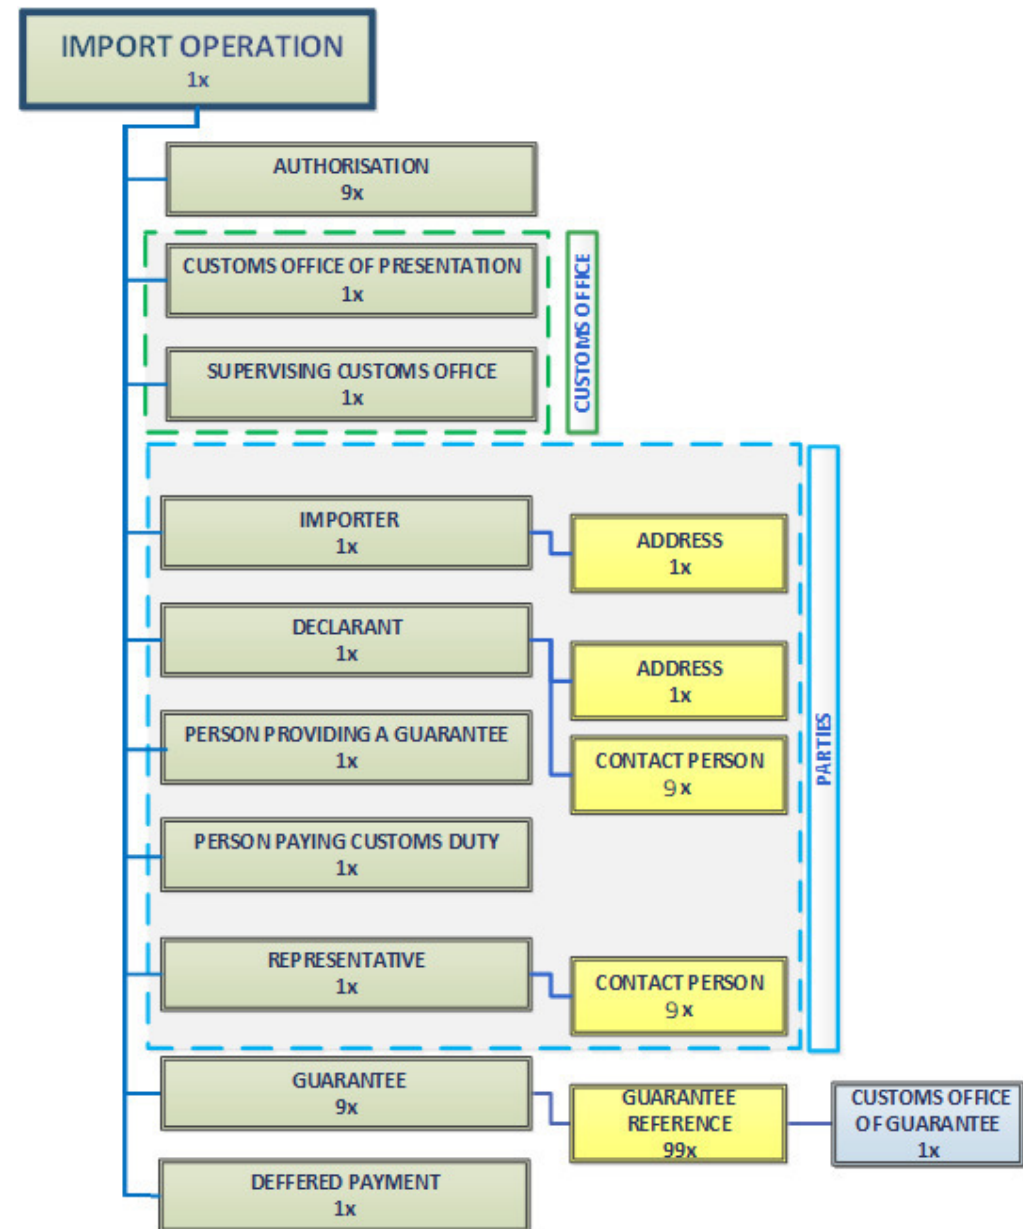 IMPORT OPERATION
1x
AUTHORISATION
9x
CUSTOMS OFFICE OF PRESENTATION
1x
SUPERVISING CUSTOMS OFFICE
1x
CUSTOMS OFFICE
IMPORTER
1x
ADDRESS
1x
DECLARANT
1x
ADDRESS
1x
PERSON PROVIDING A GUARANTEE
1x
CONTACT PERSON
9x
PARTIES
PERSON PAYING CUSTOMS DUTY
1x
REPRESENTATIVE
1x
CONTACT PERSON
9x
GUARANTEE
9x
GUARANTEE
REFERENCE
99x
CUSTOMS OFFICE
OF GUARANTEE
1x
DEFFERED PAYMENT
1x